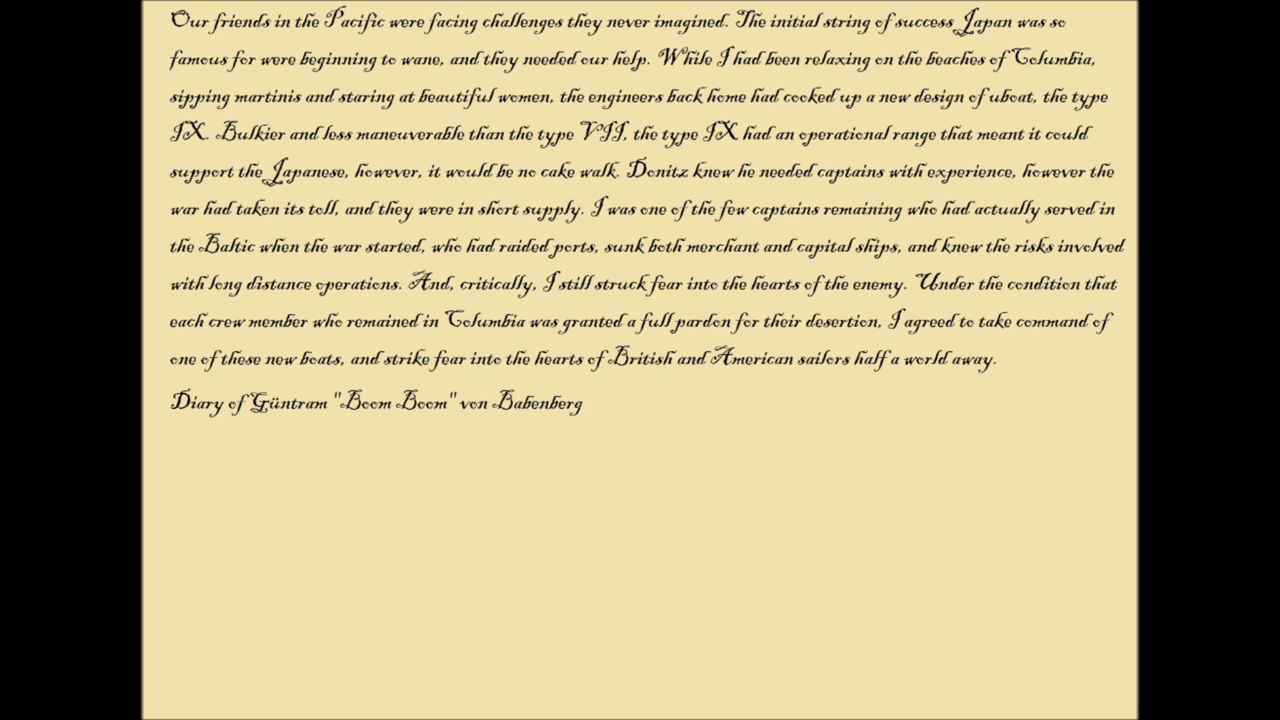 Our friends in the Pacific were facing challenges they never imagined. The initial string of success Japan was so
famous for were beginning to wane, and they needed our help. While I had been relaxing on the beaches of Columbia,
sipping martinis and staring at beautiful women, the engineers back home had cooked up a new design of uboat, the type
IX. Bulkier and less maneuverable than the type VII, the type IX had an operational range that meant it could
support the Japanese, however, it would be no cake walk. Donitz knew he needed captains with experience, however the
war had taken its toll, and they were in short supply. I was one of the few captains remaining who had actually served in
the Baltic when the war started, who had raided ports, sunk both merchant and capital ships, and knew the risks involved
with long distance operations. And, critically, I still struck fear into the hearts of the enemy. Under the condition that
each crew member who remained in Columbia was granted a full pardon for their desertion, I agreed to take command of
one of these new boats, and strike fear into the hearts of British and American sailors half a world away.
Diary of Güntram "Boom Boom" von Babenberg